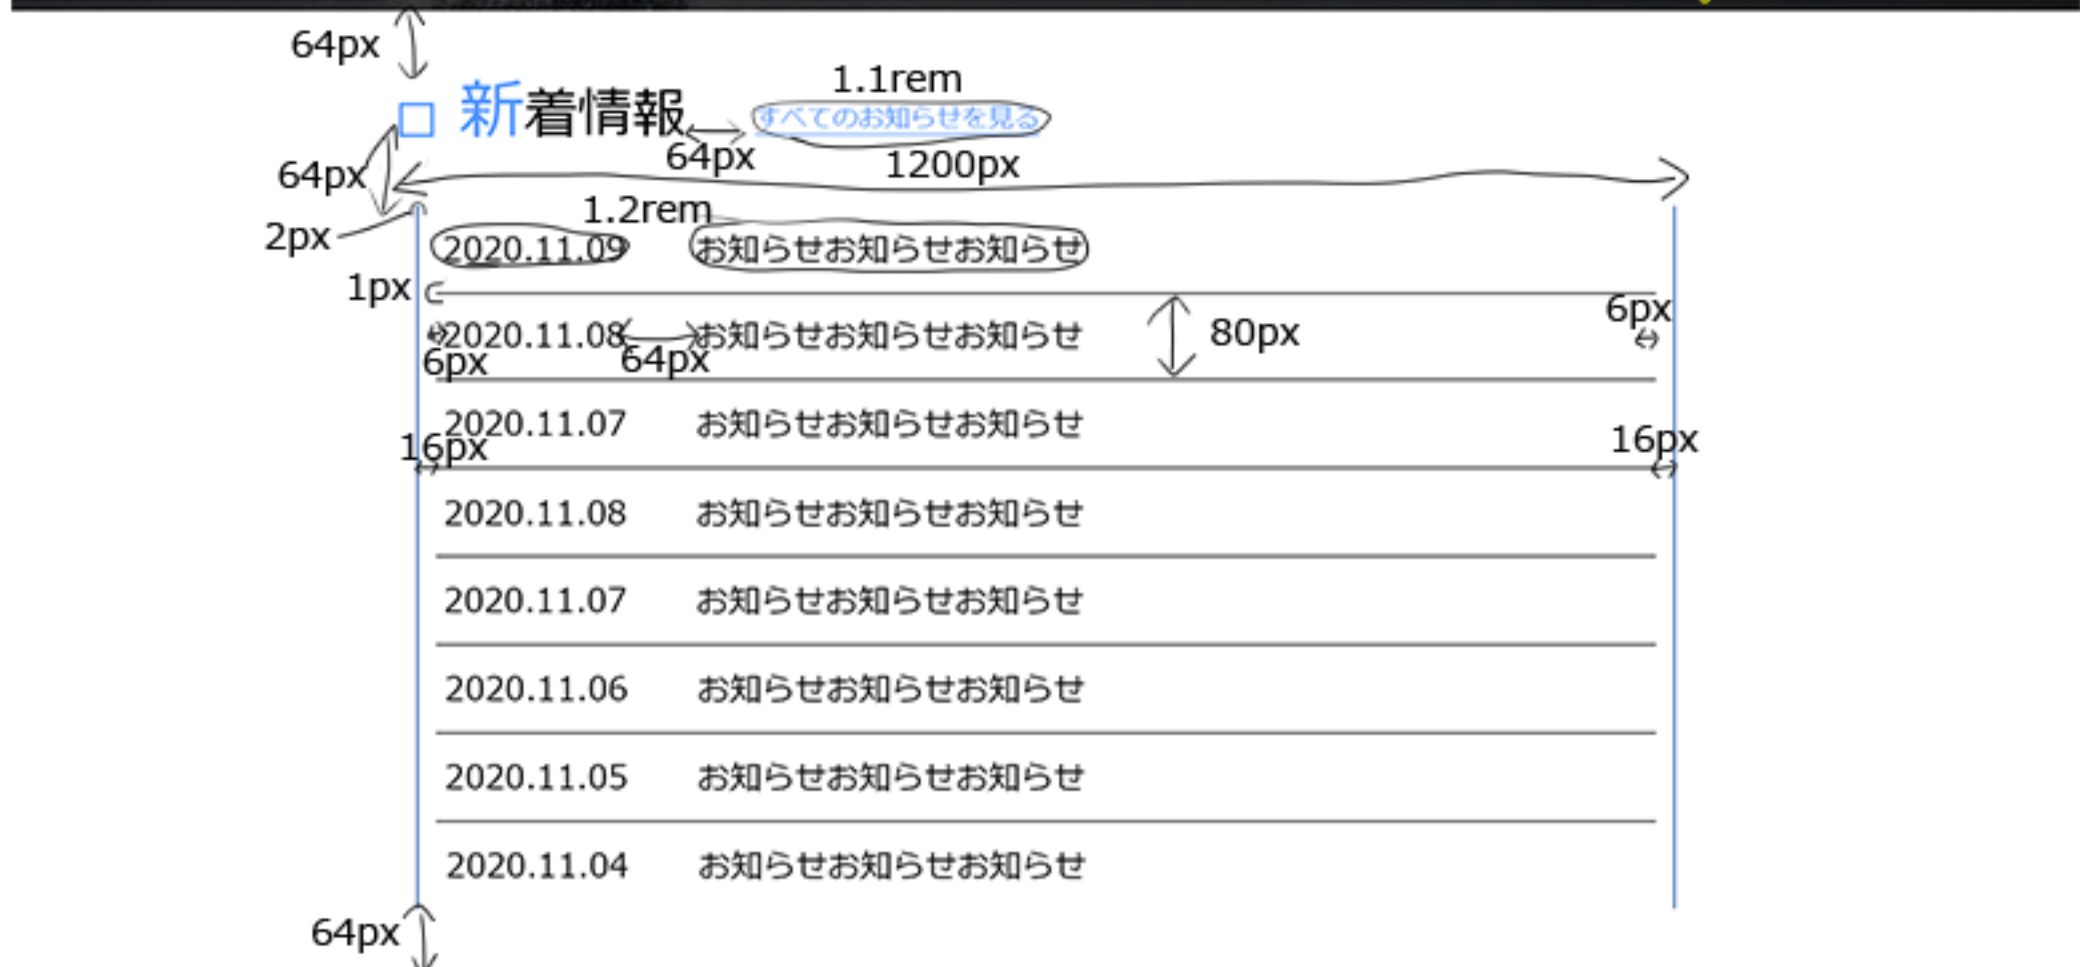 64px
1.1rem
□ 新着情報 すべてのお知らせを見る
64px
64px
1200px
1.2rem
2px
2020.11.09 お知らせお知らせお知らせ
1px
6px
2020.11.08 お知らせお知らせお知らせ
80px
6px
64px
2020.11.07 お知らせお知らせお知らせ
16px
16px
2020.11.08 お知らせお知らせお知らせ
2020.11.07 お知らせお知らせお知らせ
2020.11.06 お知らせお知らせお知らせ
2020.11.05 お知らせお知らせお知らせ
2020.11.04 お知らせお知らせお知らせ
64px